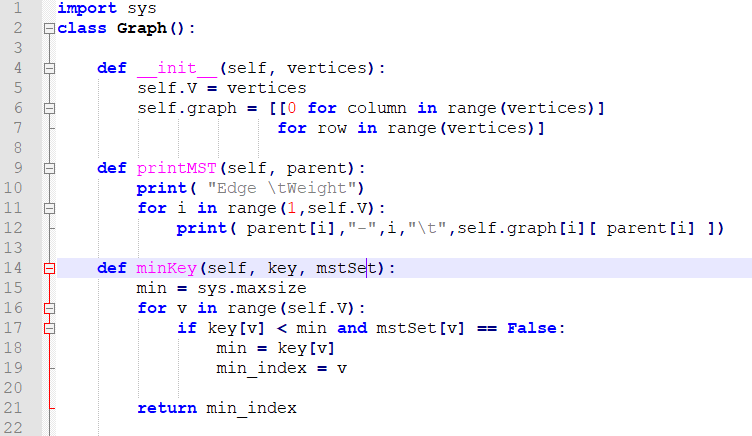 1 import sys
2 class Graph():
3
4     def __init__(self, vertices):
5         self.V = vertices
6         self.graph = [[0 for column in range(vertices)]
7                       for row in range(vertices)]
8
9     def printMST(self, parent):
10         print( "Edge \tWeight")
11         for i in range(1,self.V):
12             print( parent[i],"-",i,"\t",self.graph[i][ parent[i] ])
13
14     def minKey(self, key, mstSet):
15         min = sys.maxsize
16         for v in range(self.V):
17             if key[v] < min and mstSet[v] == False:
18                 min = key[v]
19                 min_index = v
20
21         return min_index
22